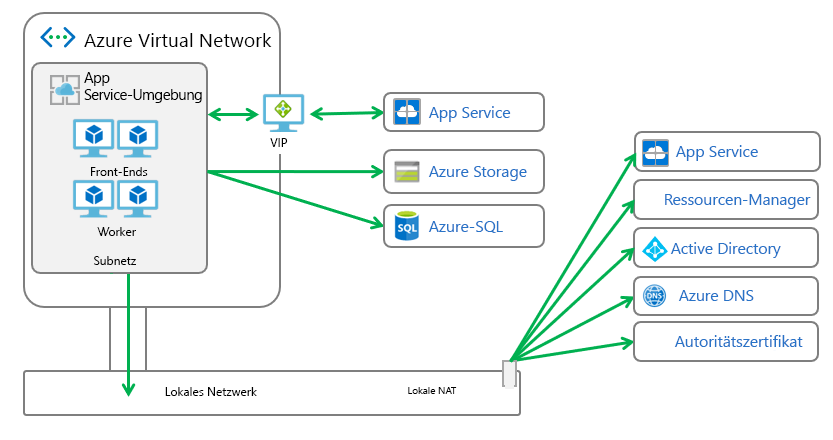 Azure Virtual Network
App
Service-Umgebung
Front-Ends
Worker
Subnetz
VIP
App Service
Azure Storage
SQL
Azure-SQL
App Service
Ressourcen-Manager
Active Directory
DNS
Azure DNS
Autoritätszertifikat
Lokales Netzwerk
Lokale NAT